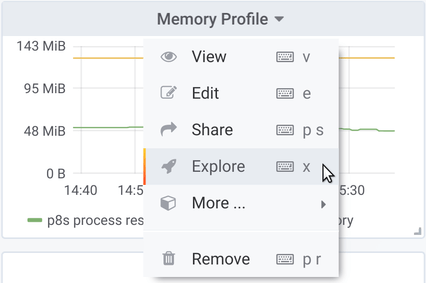 Memory Profile
143 MiB
View v
95 MiB
Edit e
48 MiB
Share p s
Explore x
0 B
14:40 14:5 5:30
More ...
p8s process res ory
Remove p r